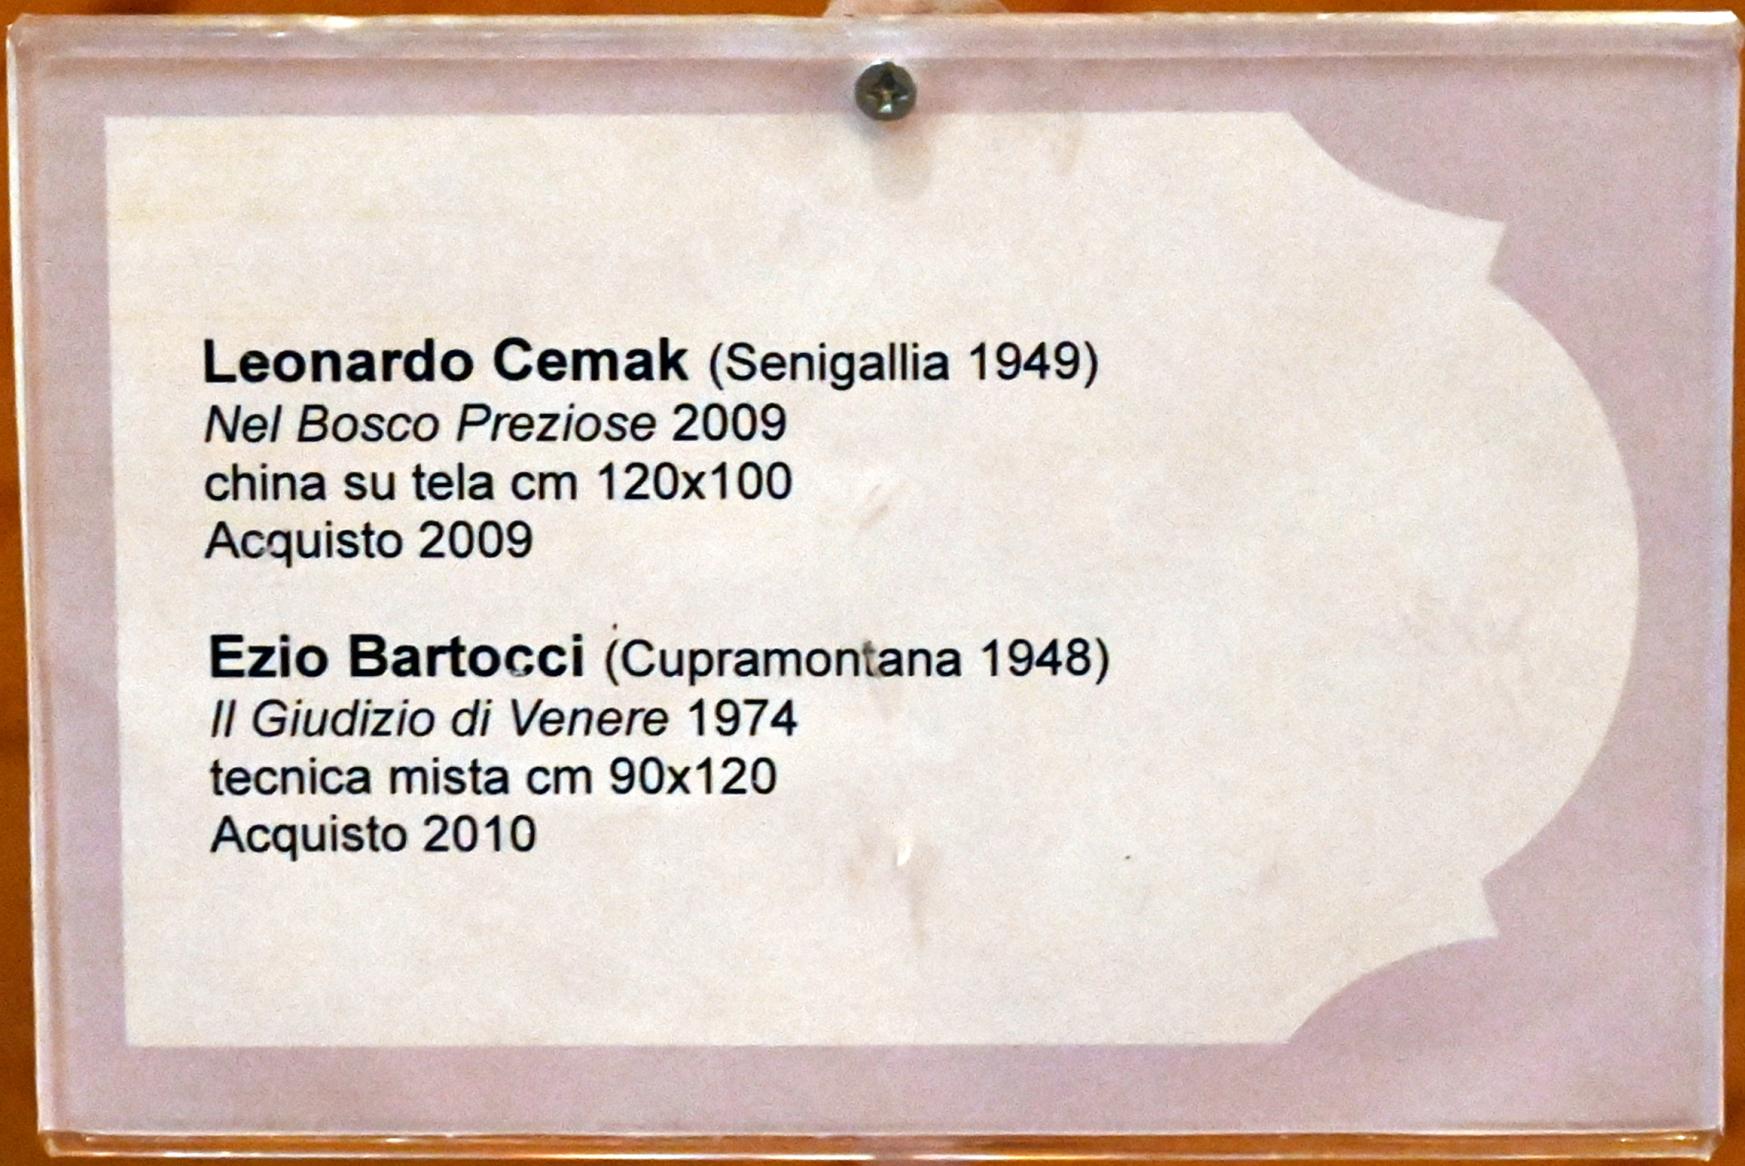 Leonardo Cemak (Senigallia 1949)
Nel Bosco Preziose 2009
china su tela cm 120x100
Acquisto 2009
Ezio Bartocci (Cupramontana 1948)
Il Giudizio di Venere 1974
tecnica mista cm 90x120
Acquisto 2010